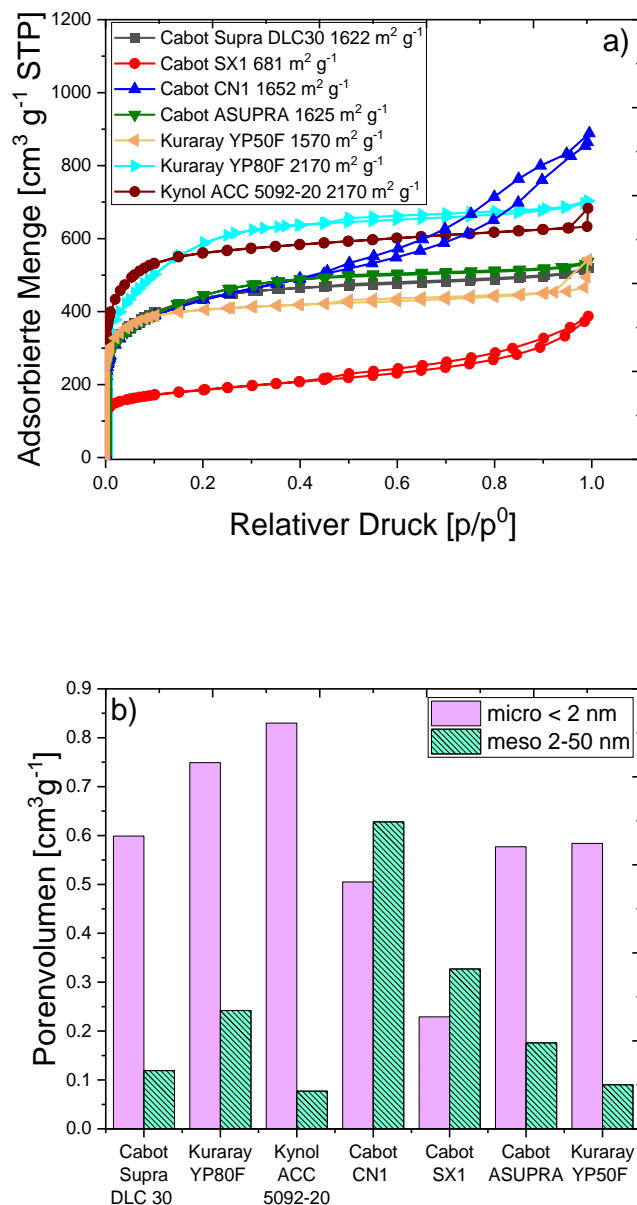 a)
Cabot Supra DLC30 1622 m² g⁻¹
Cabot SX1 681 m² g⁻¹
Cabot CN1 1652 m² g⁻¹
Cabot ASUPRA 1625 m² g⁻¹
Kuraray YP50F 1570 m² g⁻¹
Kuraray YP80F 2170 m² g⁻¹
Kynol ACC 5092-20 2170 m² g⁻¹
Adsorbierte Menge [cm³ g⁻¹ STP]
1200
1000
800
600
400
200
0
0.0 0.2 0.4 0.6 0.8 1.0
Relativer Druck [p/p⁰]
b)
micro < 2 nm
meso 2-50 nm
Porenvolumen [cm³g⁻¹]
0.9
0.8
0.7
0.6
0.5
0.4
0.3
0.2
0.1
0.0
Cabot Kuraray Kynol Cabot Cabot Cabot Kuraray
Supra YP80F ACC CN1 SX1 ASUPRA YP50F
DLC 30 5092-20